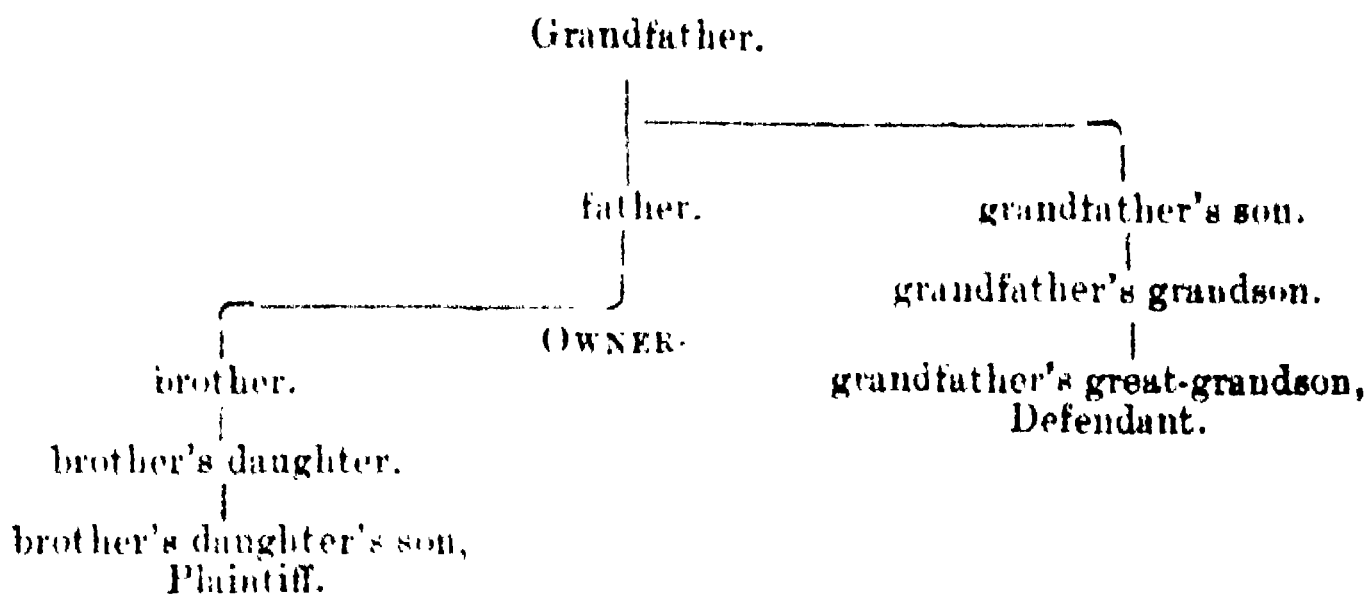 Grandfather.
father. grandfather's son.
grandfather's grandson.
OWNER.
brother. grandfather's great-grandson,
Defendant.
brother's daughter.
brother's daughter's son,
Plaintiff.